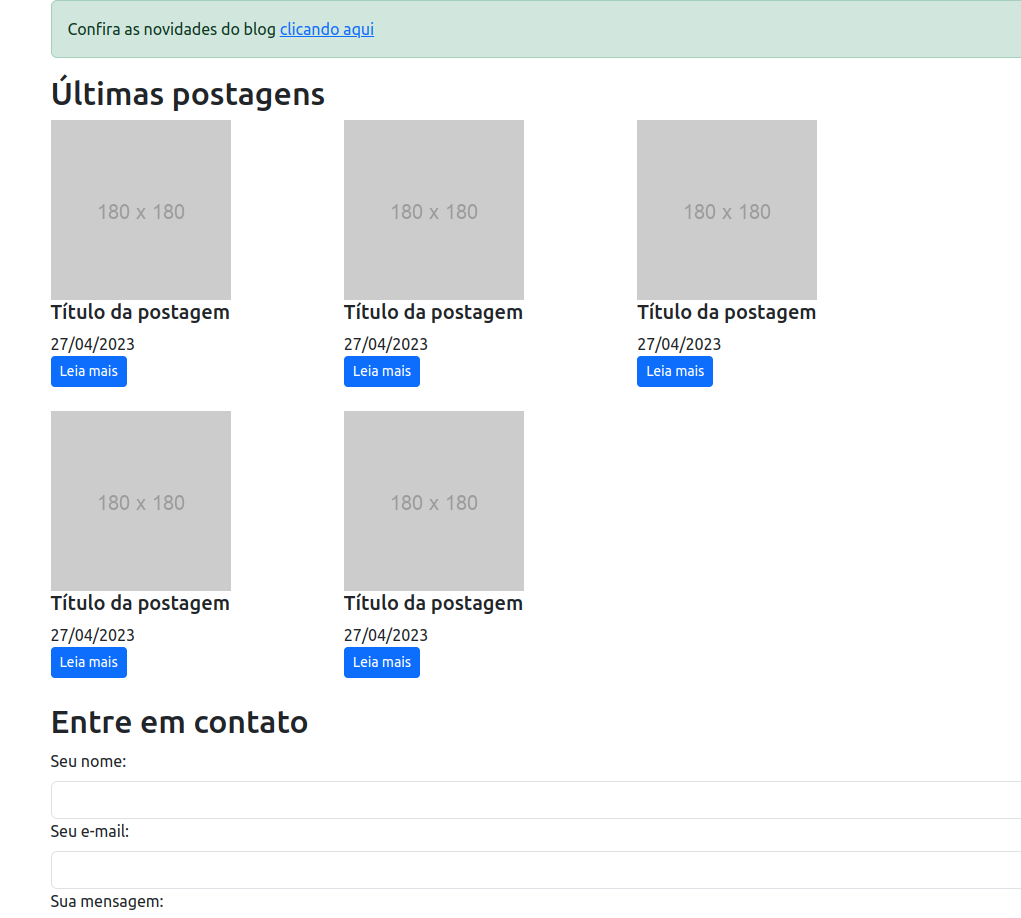 Confira as novidades do blog clicando aqui
Últimas postagens
180 x 180 180 x 180 180 x 180
Título da postagem Título da postagem Título da postagem
27/04/2023 27/04/2023 27/04/2023
Leia mais Leia mais Leia mais
180 x 180 180 x 180
Título da postagem Título da postagem
27/04/2023 27/04/2023
Leia mais Leia mais
Entre em contato
Seu nome:
Seu e-mail:
Sua mensagem: